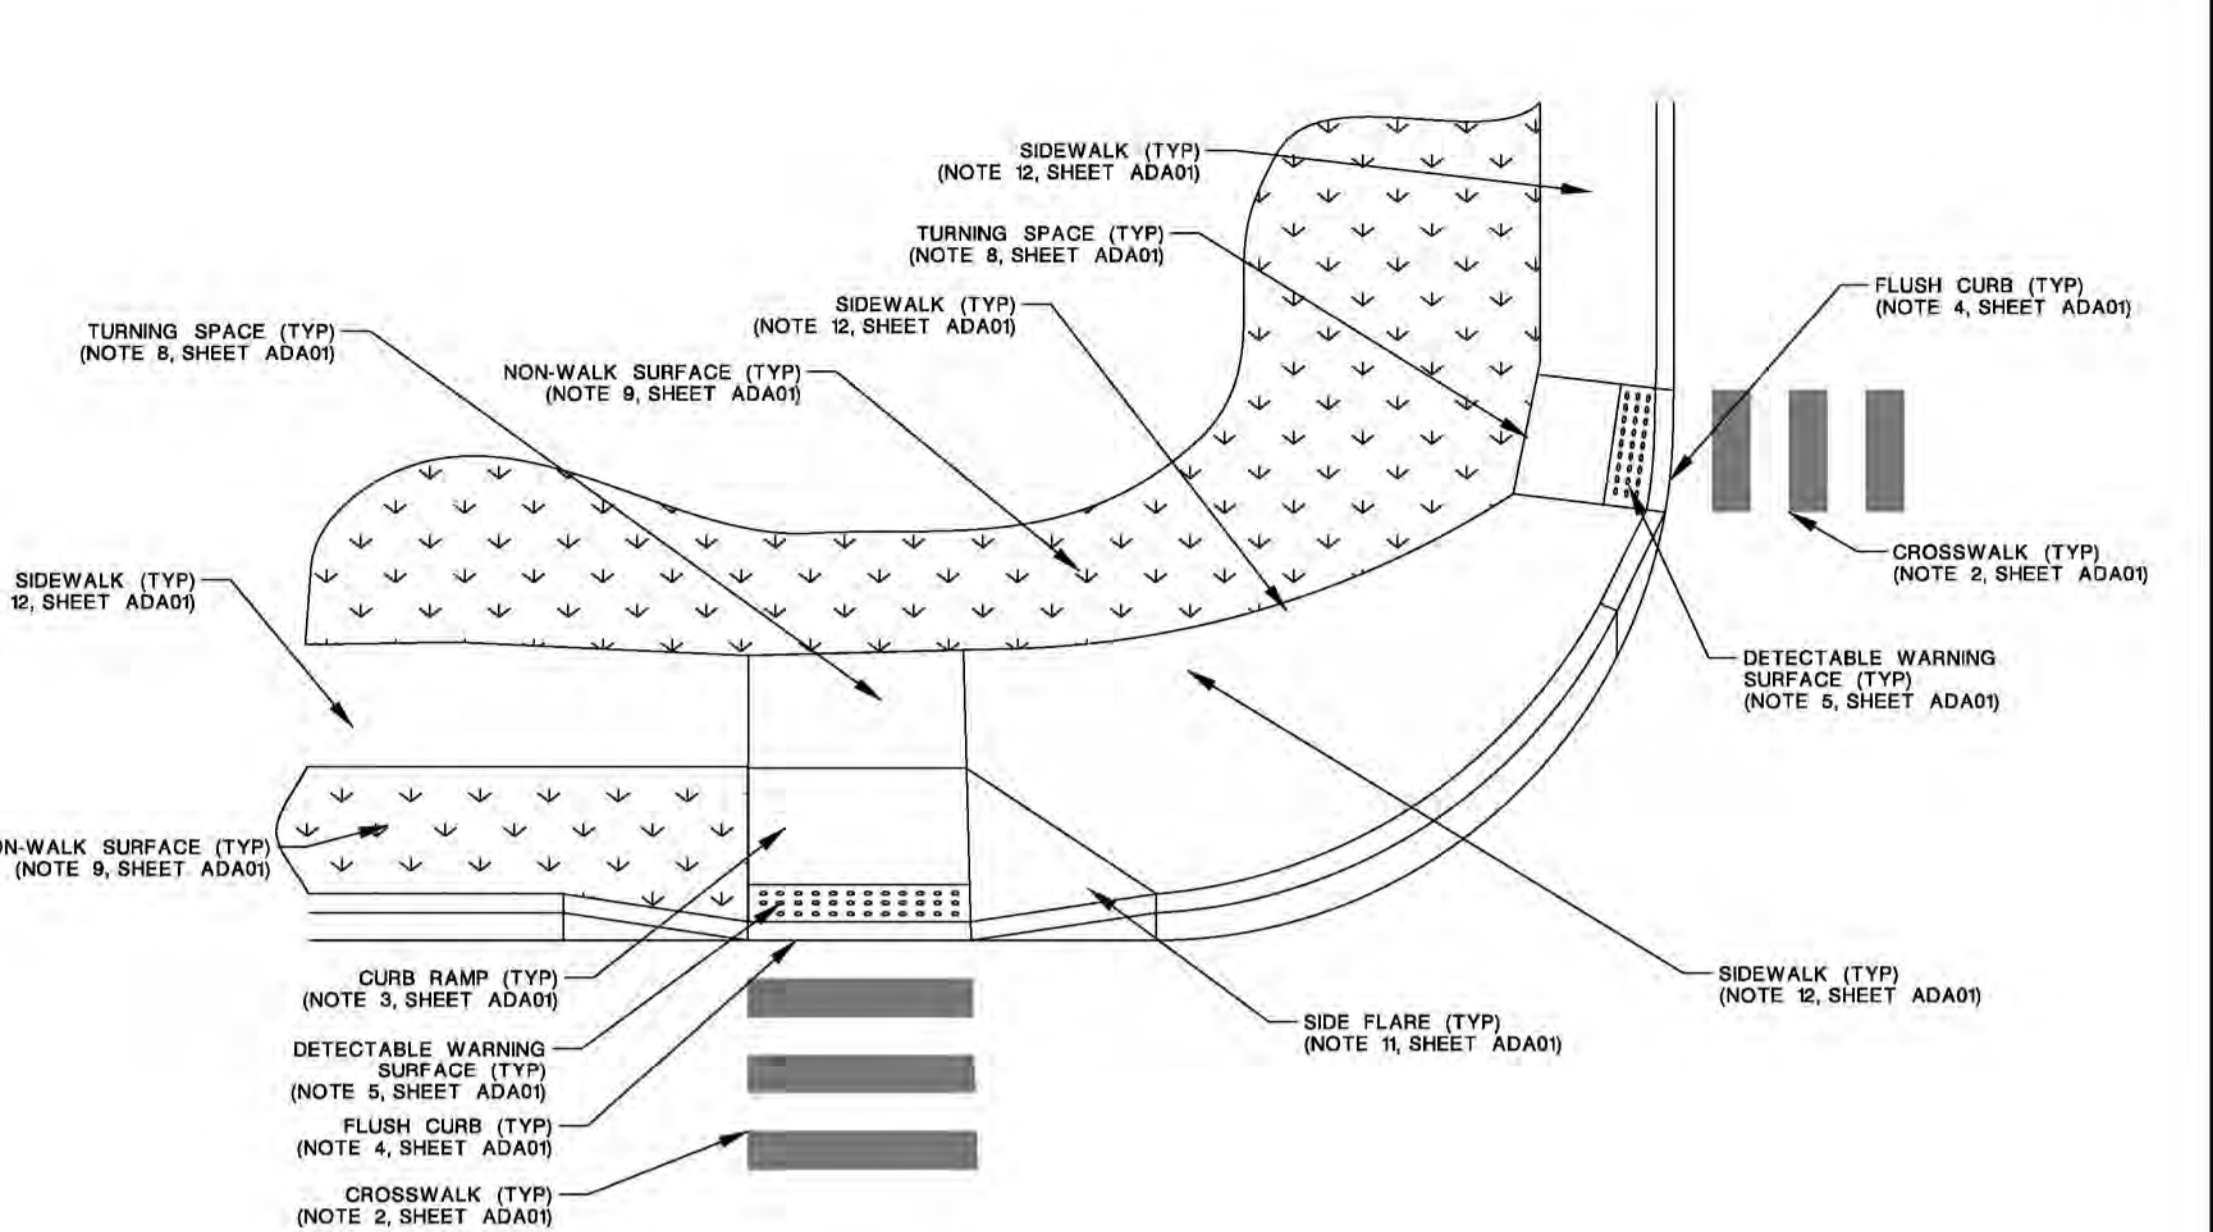 SIDEWALK (TYP)
(NOTE 12, SHEET ADA01)
TURNING SPACE (TYP)
(NOTE 8, SHEET ADA01)
SIDEWALK (TYP)
(NOTE 12, SHEET ADA01)
FLUSH CURB (TYP)
(NOTE 4, SHEET ADA01)
TURNING SPACE (TYP)
(NOTE 8, SHEET ADA01)
NON-WALK SURFACE (TYP)
(NOTE 9, SHEET ADA01)
CROSSWALK (TYP)
(NOTE 2, SHEET ADA01)
SIDEWALK (TYP)
12, SHEET ADA01)
DETECTABLE WARNING
SURFACE (TYP)
(NOTE 5, SHEET ADA01)
ON-WALK SURFACE (TYP)
(NOTE 9, SHEET ADA01)
SIDEWALK (TYP)
(NOTE 12, SHEET ADA01)
CURB RAMP (TYP)
(NOTE 3, SHEET ADA01)
SIDE FLARE (TYP)
(NOTE 11, SHEET ADA01)
DETECTABLE WARNING
SURFACE (TYP)
(NOTE 5, SHEET ADA01)
FLUSH CURB (TYP)
(NOTE 4, SHEET ADA01)
CROSSWALK (TYP)
(NOTE 2, SHEET ADA01)